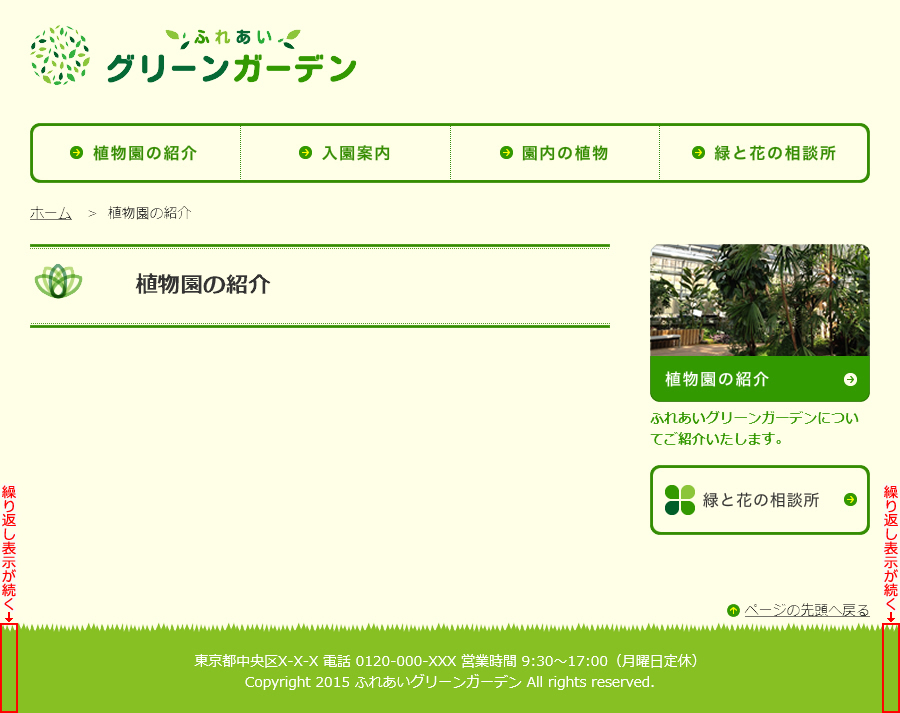 ふれあい
グリーンガーデン
植物園の紹介
入園案内
園内の植物
緑と花の相談所
ホーム > 植物園の紹介
植物園の紹介
植物園の紹介
ふれあいグリーンガーデンについ
てご紹介いたします。
緑と花の相談所
繰り返し表示が続く→
繰り返し表示が続く→
ページの先頭へ戻る
東京都中央区X-X-X 電話 0120-000-XXX 営業時間 9:30～17:00（月曜日定休）
Copyright 2015 ふれあいグリーンガーデン All rights reserved.